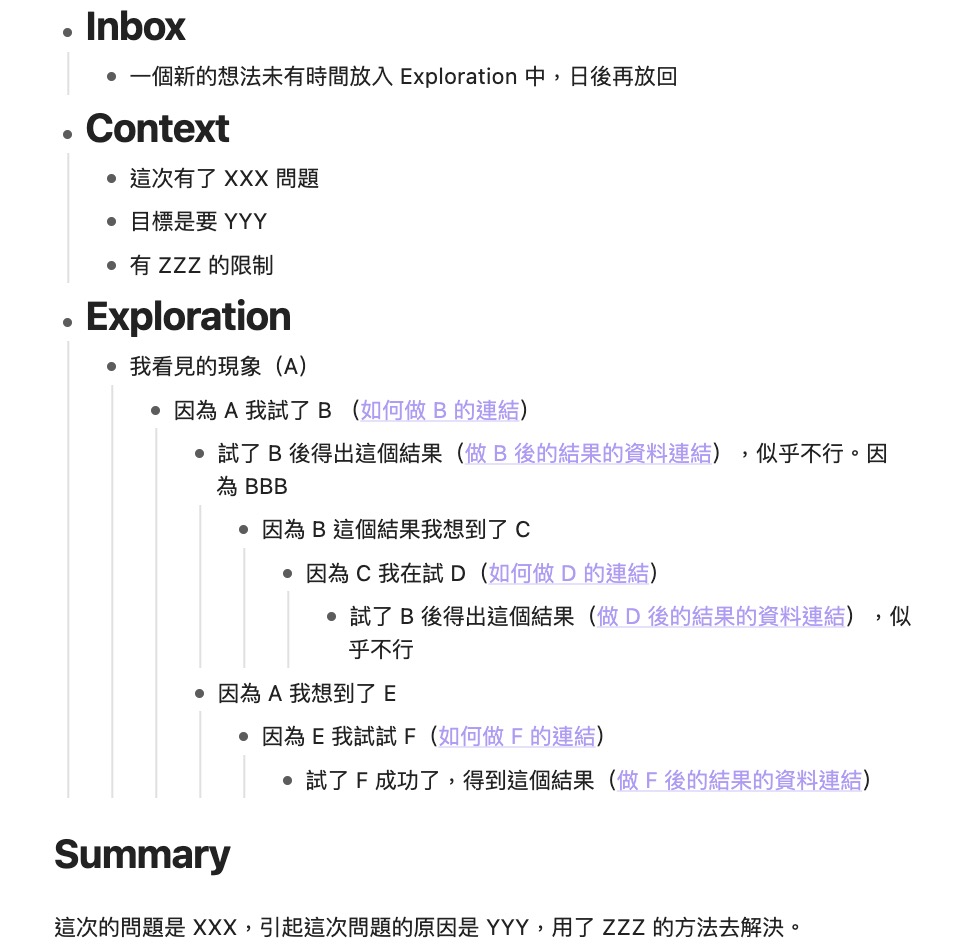 Inbox
一個新的想法未有時間放入 Exploration 中，日後再放回
Context
這次有了 XXX 問題
目標是要 YYY
有 ZZZ 的限制
Exploration
我看見的現象（A）
因為 A 我試了 B （如何做 B 的連結）
試了 B 後得出這個結果（做 B 後的結果的資料連結），似乎不行。因
為 BBB
因為 B 這個結果我想到了 C
因為 C 我在試 D（如何做 D 的連結）
試了 B 後得出這個結果（做 D 後的結果的資料連結），似
乎不行
因為 A 我想到了 E
因為 E 我試試 F（如何做 F 的連結）
試了 F 成功了，得到這個結果（做 F 後的結果的資料連結）
Summary
這次的問題是 XXX，引起這次問題的原因是 YYY，用了 ZZZ 的方法去解決。